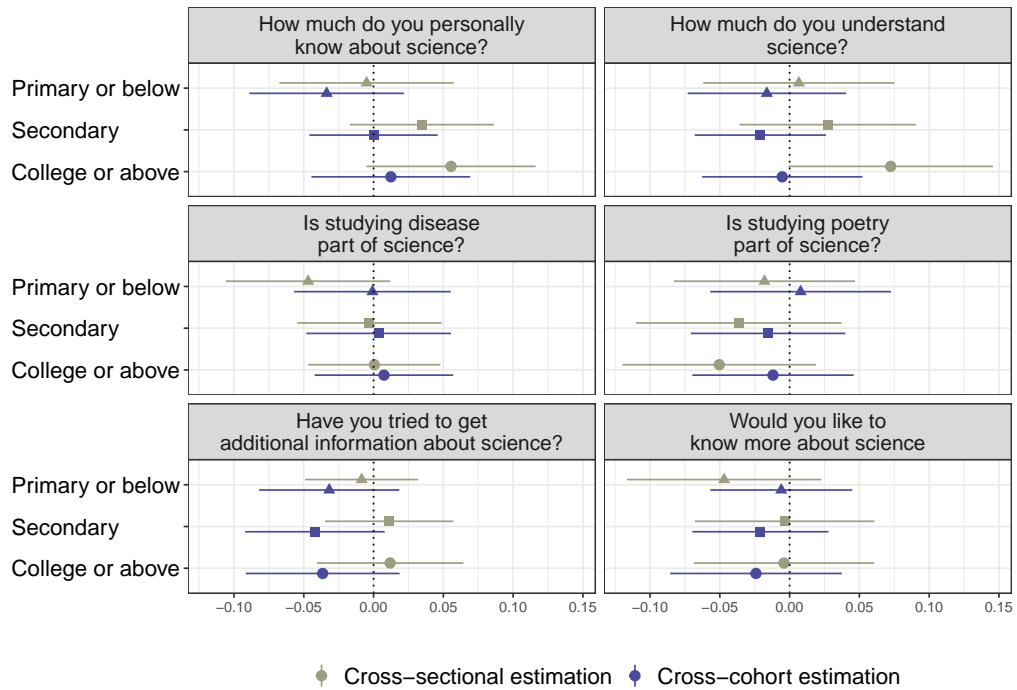 How much do you personally
know about science?
How much do you understand
science?
Primary or below
Secondary
College or above
Is studying disease
part of science?
Is studying poetry
part of science?
Primary or below
Secondary
College or above
Have you tried to get
additional information about science?
Would you like to
know more about science
Primary or below
Secondary
College or above
−0.10 −0.05 0.00 0.05 0.10 0.15
−0.10 −0.05 0.00 0.05 0.10 0.15
Cross−sectional estimation Cross−cohort estimation